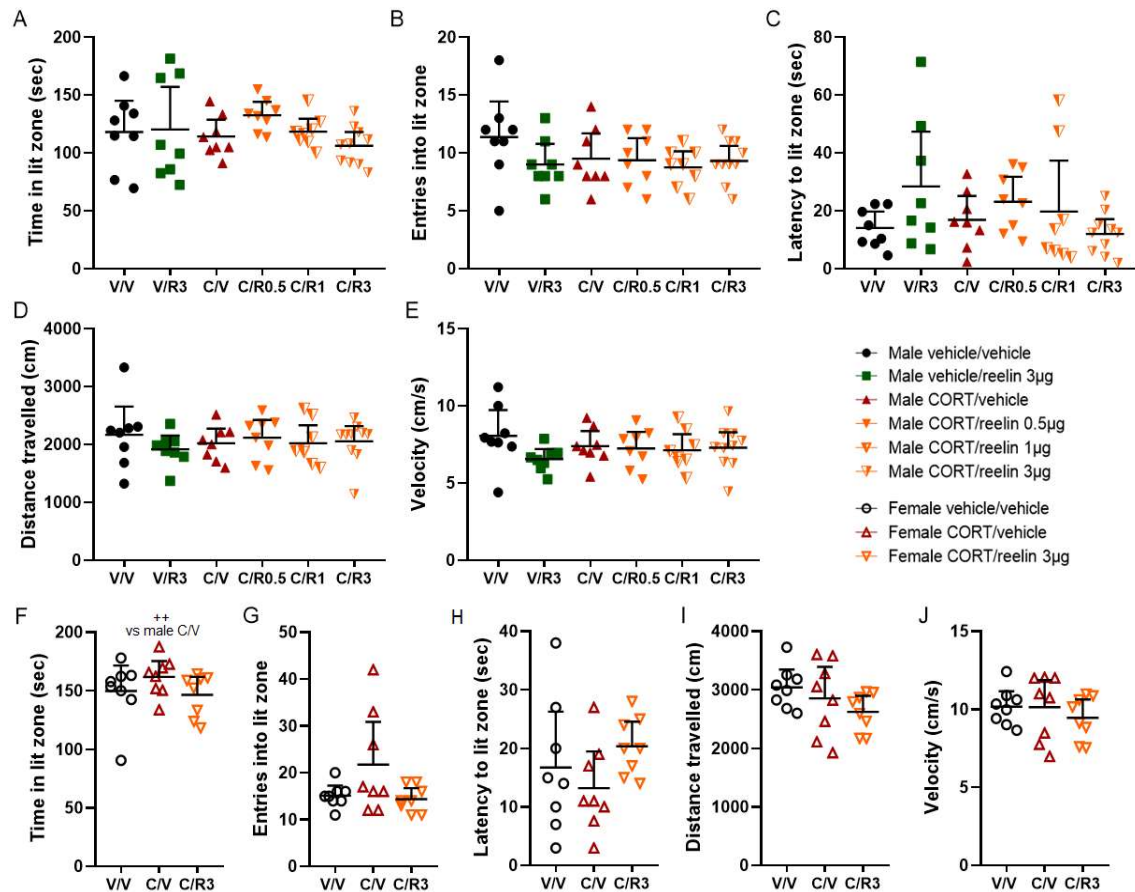 A
Time in lit zone (sec)
200
150
100
50
0
V/V V/R3 C/V C/R0.5 C/R1 C/R3
B
Entries into lit zone
20
15
10
5
0
V/V V/R3 C/V C/R0.5 C/R1 C/R3
C
Latency to lit zone (sec)
80
60
40
20
0
V/V V/R3 C/V C/R0.5 C/R1 C/R3
D
Distance travelled (cm)
4000
3000
2000
1000
0
V/V V/R3 C/V C/R0.5 C/R1 C/R3
E
Velocity (cm/s)
15
10
5
0
V/V V/R3 C/V C/R0.5 C/R1 C/R3
Male vehicle/vehicle
Male vehicle/reelin 3µg
Male CORT/vehicle
Male CORT/reelin 0.5µg
Male CORT/reelin 1µg
Male CORT/reelin 3µg
Female vehicle/vehicle
Female CORT/vehicle
Female CORT/reelin 3µg
F
++
vs male C/V
Time in lit zone (sec)
200
150
100
50
0
V/V C/V C/R3
G
Entries into lit zone
50
40
30
20
10
0
V/V C/V C/R3
H
Latency to lit zone (sec)
40
30
20
10
0
V/V C/V C/R3
I
Distance travelled (cm)
4000
3000
2000
1000
0
V/V C/V C/R3
J
Velocity (cm/s)
15
10
5
0
V/V C/V C/R3